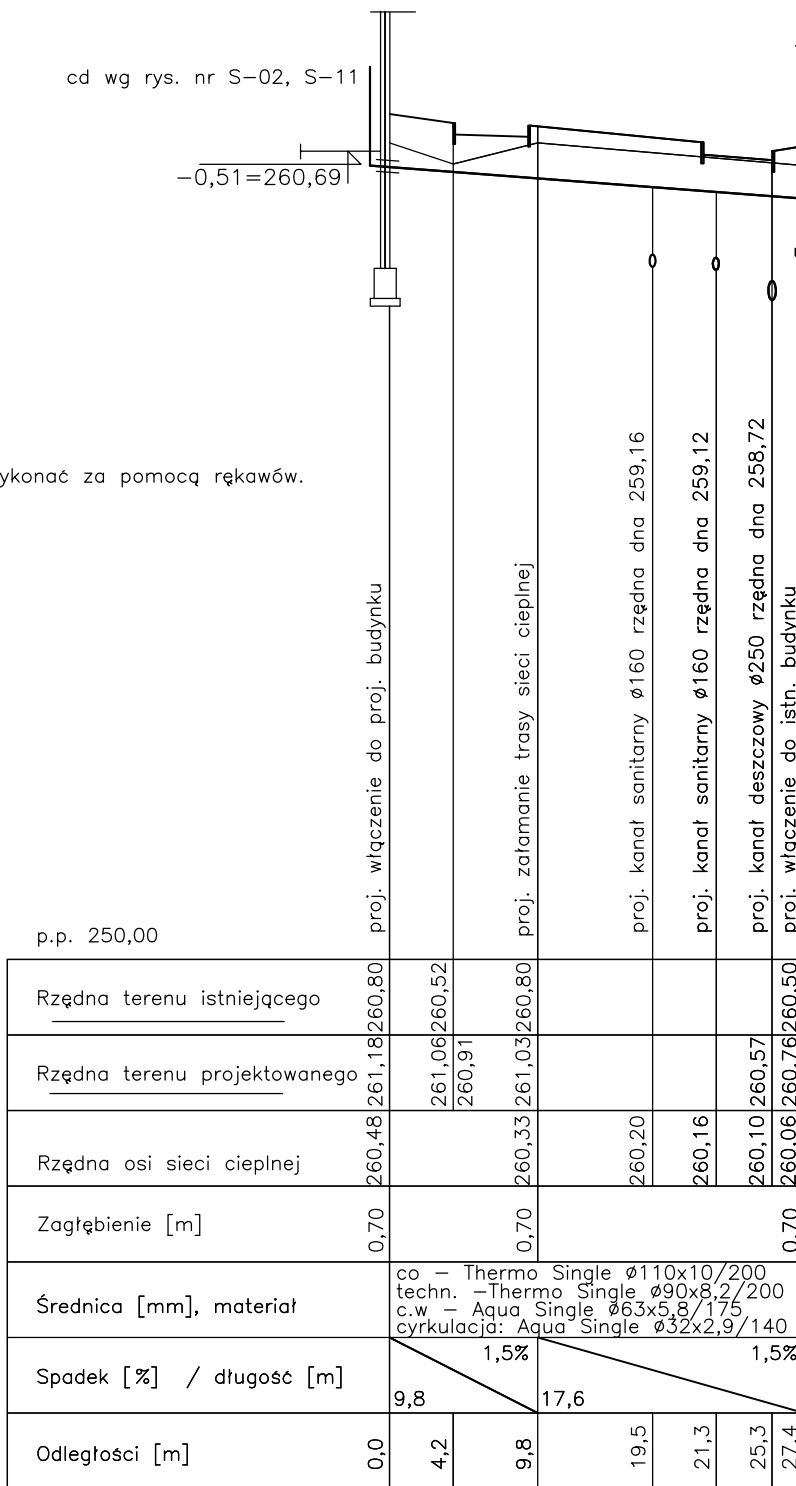 cd wg rys. nr S-02, S-11
-0,51=260,69
ykonać za pomocą rękawów.
proj. włączenie do proj. budynku
proj. załamanie trasy sieci cieplnej
proj. kanał sanitarny ø160 rzędna dna 259,16
proj. kanał sanitarny ø160 rzędna dna 259,12
proj. kanał deszczowy ø250 rzędna dna 258,72
proj. włączenie do istn. budynku
p.p. 250,00
Rzędna terenu istniejącego 260,80 260,52 260,80 260,50
Rzędna terenu projektowanego 261,18 261,06 260,91 261,03 260,57 260,76
Rzędna osi sieci cieplnej 260,48 260,33 260,20 260,16 260,10 260,06
Zagłębienie [m] 0,70 0,70 0,70
Średnica [mm], materiał
co - Thermo Single ø110x10/200
techn. -Thermo Single ø90x8,2/200
c.w - Aqua Single ø63x5,8/175
cyrkulacja: Aqua Single ø32x2,9/140
Spadek [%] / długość [m] 9,8 1,5% 17,6 1,5%
Odległości [m] 0,0 4,2 9,8 19,5 21,3 25,3 27,4